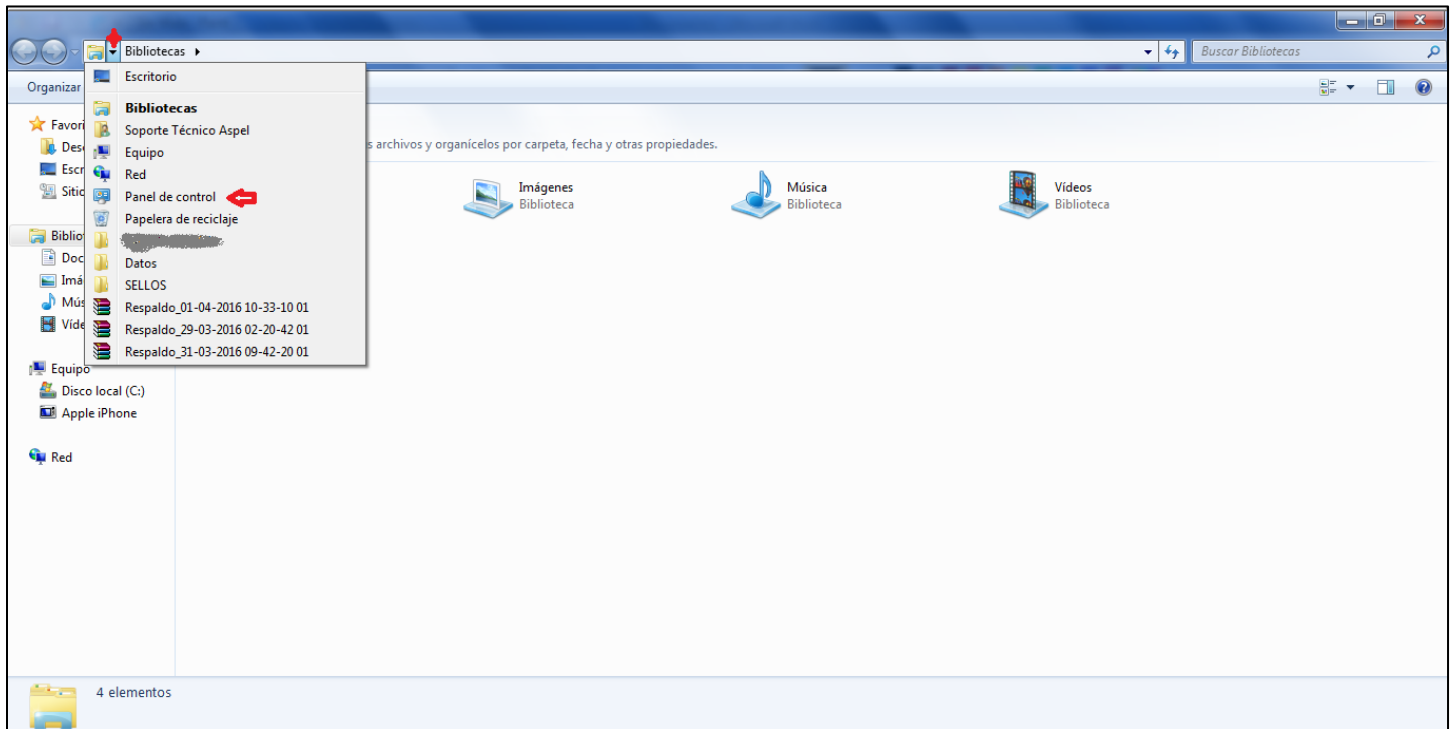 Bibliotecas
Buscar Bibliotecas
Organizar
Escritorio
Bibliotecas
Soporte Técnico Aspel
Equipo
Red
Panel de control
Papelera de reciclaje
Datos
SELLOS
Respaldo_01-04-2016 10-33-10 01
Respaldo_29-03-2016 02-20-42 01
Respaldo_31-03-2016 09-42-20 01
Favori
Des
Escr
Sitio
Biblio
Doc
Imá
Mús
Víde
Equipo
Disco local (C:)
Apple iPhone
Red
s archivos y organícelos por carpeta, fecha y otras propiedades.
Imágenes
Biblioteca
Música
Biblioteca
Vídeos
Biblioteca
4 elementos